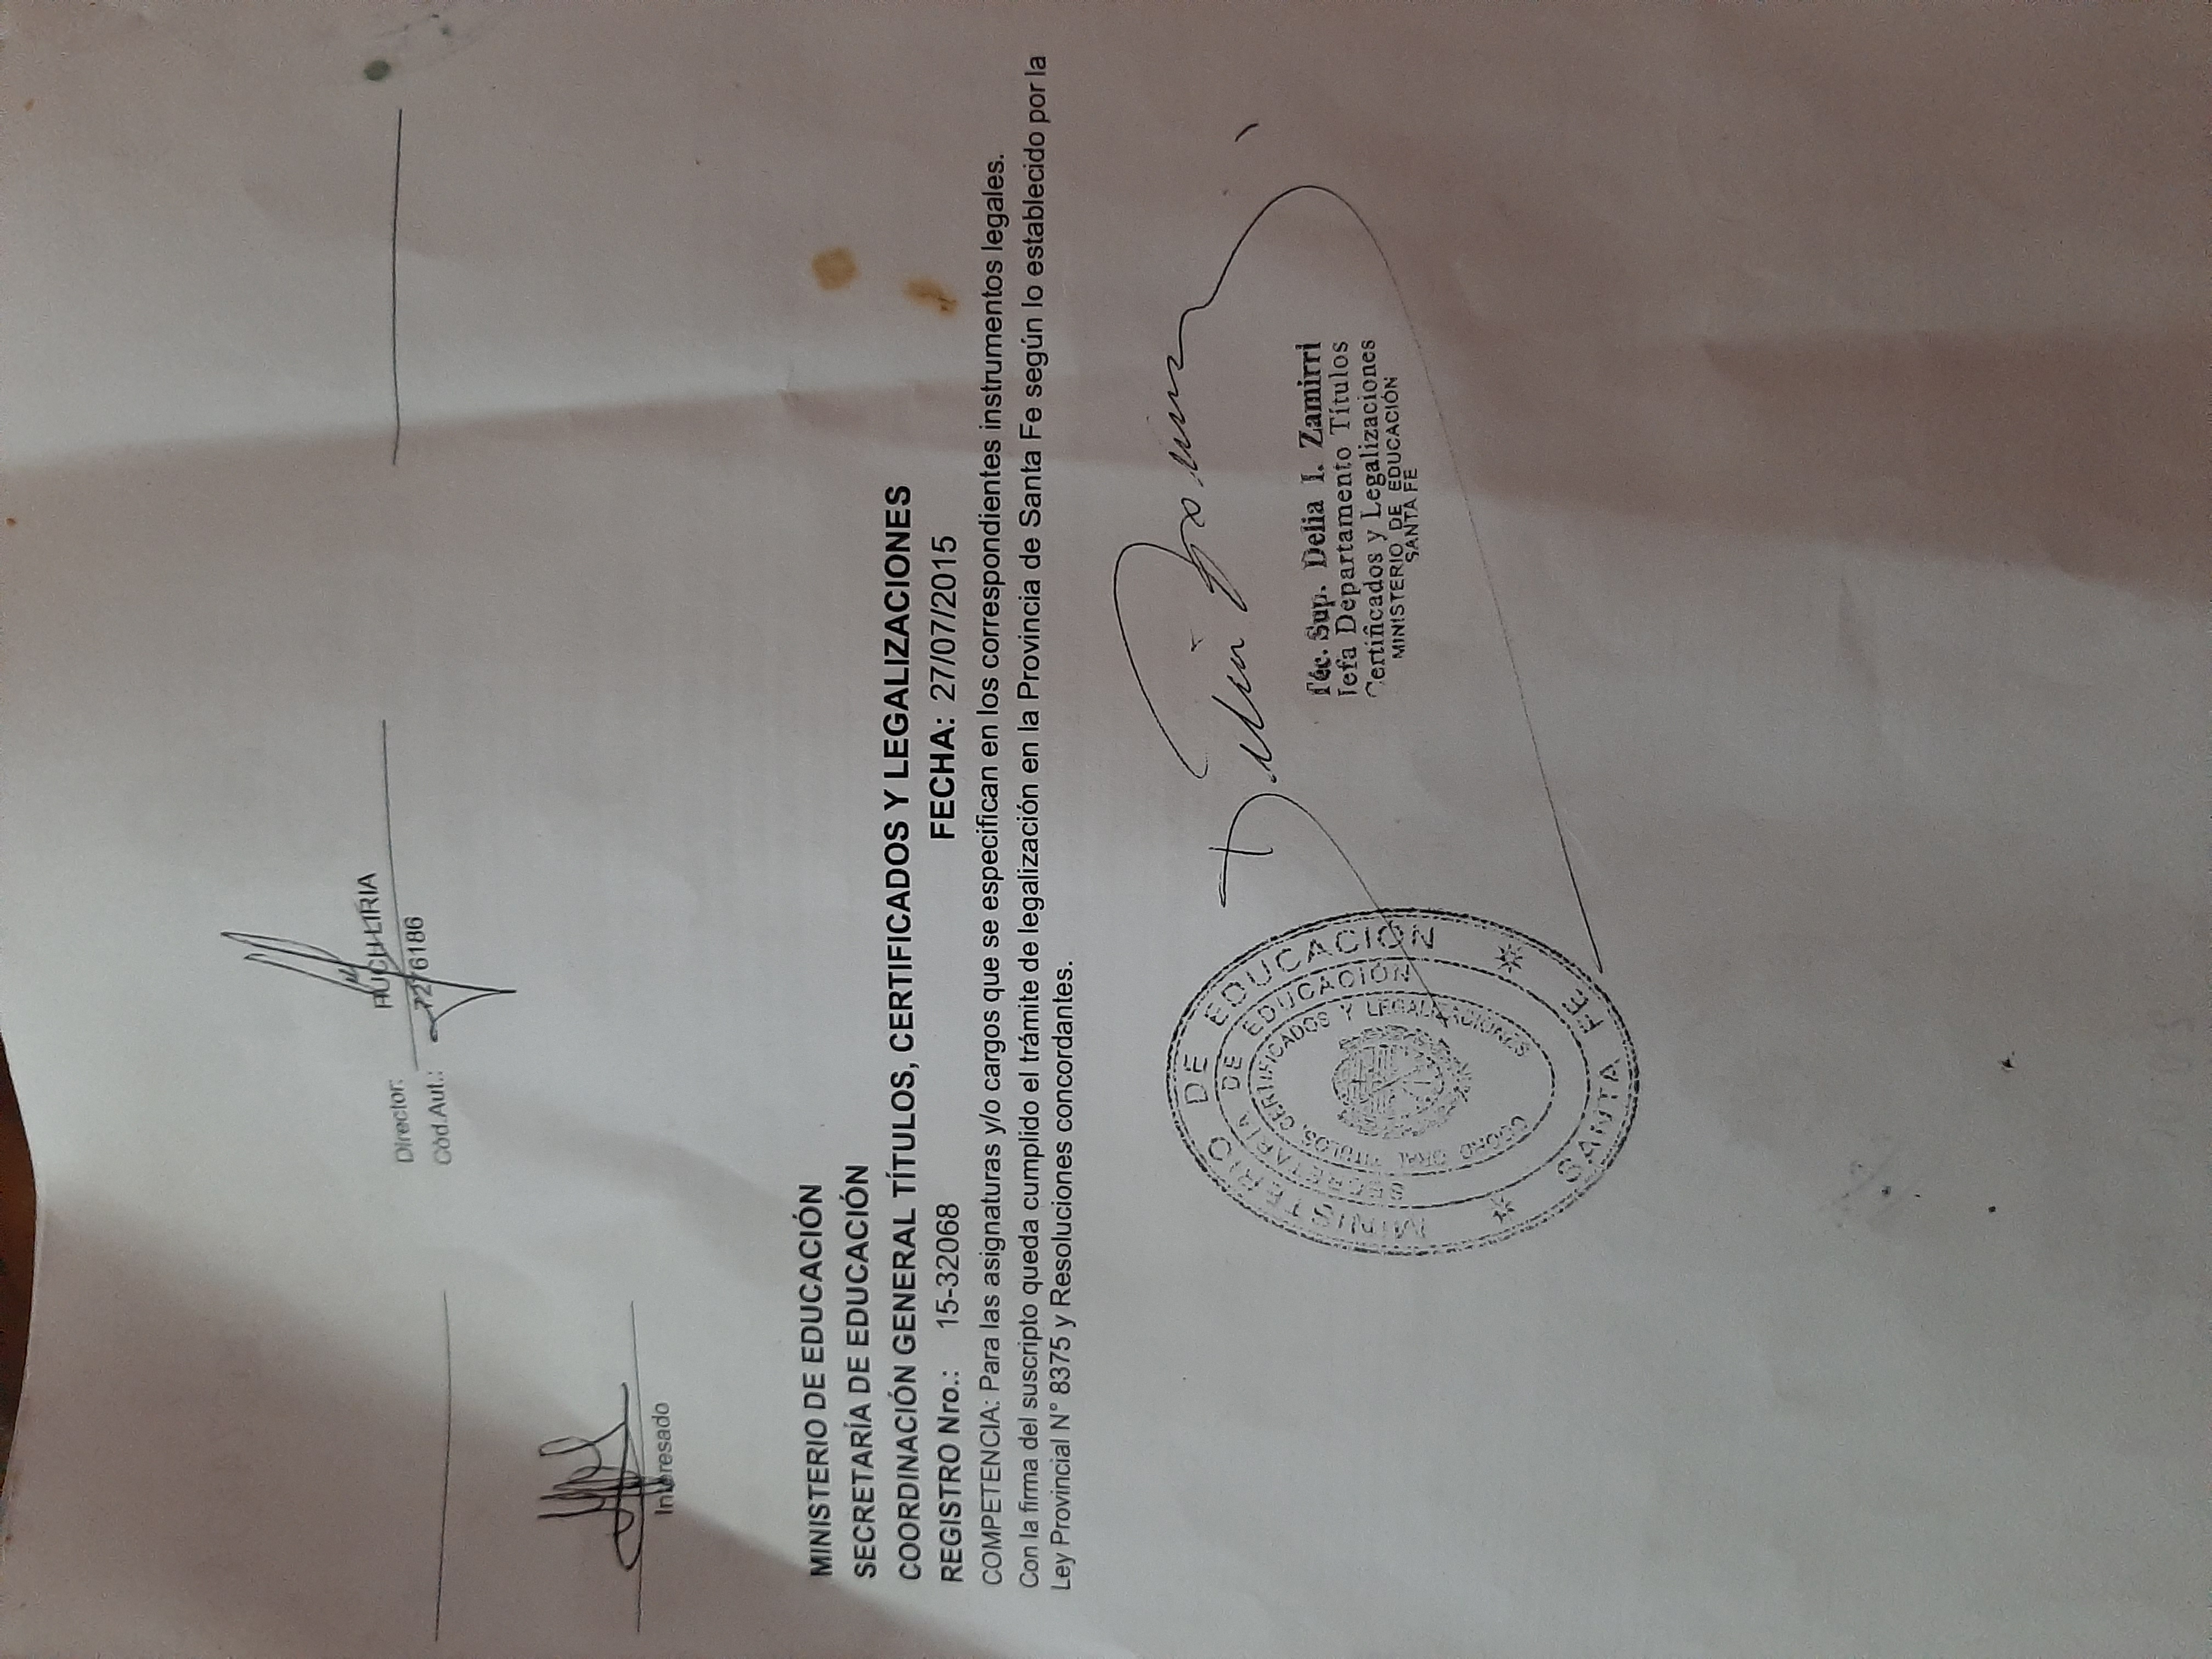 Director: RUCH LIRIA
Cód.Aut.: 7276186
Interesado
MINISTERIO DE EDUCACIÓN
SECRETARÍA DE EDUCACIÓN
COORDINACIÓN GENERAL TÍTULOS, CERTIFICADOS Y LEGALIZACIONES
REGISTRO Nro.: 15-32068 FECHA: 27/07/2015
COMPETENCIA: Para las asignaturas y/o cargos que se especifican en los correspondientes instrumentos legales.
Con la firma del suscripto queda cumplido el trámite de legalización en la Provincia de Santa Fe según lo establecido por la
Ley Provincial N° 8375 y Resoluciones concordantes.
MINISTERIO DE EDUCACIÓN
SECRETARÍA DE EDUCACIÓN
TITULOS, CERTIFICADOS Y LEGALIZACIONES
SANTA FE
Téc. Sup. Delia I. Zamirri
Jefa Departamento Títulos
Certificados y Legalizaciones
MINISTERIO DE EDUCACIÓN
SANTA FE